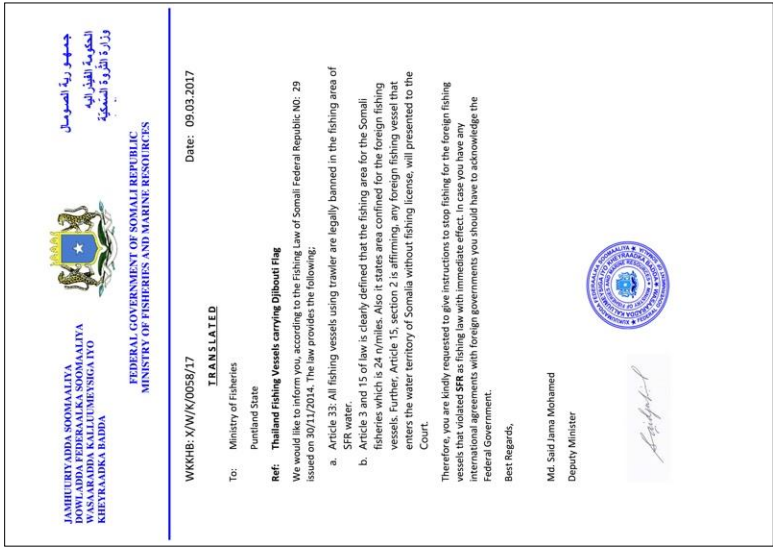 JAMHUURIYADDA SOOMAALIYA
DOWLADDA FEDERAALKA SOOMAALIYA
WASAARADDA KALLUUMEYSIGA IYO
KHEYRAADKA BADDA
جمهورية الصومال
الحكومة الفيدرالية
وزارة الثروة السمكية
FEDERAL GOVERNMENT OF SOMALI REPUBLIC
MINISTRY OF FISHERIES AND MARINE RESOURCES
WKKHB: X/W/K/0058/17 Date: 09.03.2017
TRANSLATED
To: Ministry of Fisheries
Puntland State
Ref: Thailand Fishing Vessels carrying Djibouti Flag
We would like to inform you, according to the Fishing Law of Somali Federal Republic N0: 29
issued on 30/11/2014. The law provides the following;
a. Article 33: All fishing vessels using trawler are legally banned in the fishing area of
SFR water.
b. Article 3 and 15 of law is clearly defined that the fishing area for the Somali
fisheries which is 24 n/miles. Also it states area confined for the foreign fishing
vessels. Further, Article 15, section 2 is affirming, any foreign fishing vessel that
enters the water territory of Somalia without fishing license, will presented to the
Court.
Therefore, you are kindly requested to give instructions to stop fishing for the foreign fishing
vessels that violated SFR as fishing law with immediate effect. In case you have any
international agreements with foreign governments you should have to acknowledge the
Federal Government.
Best Regards,
Md. Said Jama Mohamed
Deputy Minister